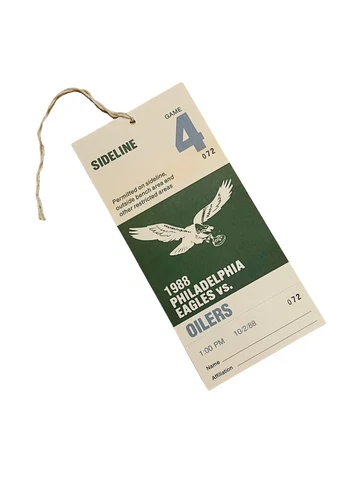 SIDELINE
GAME
4
072
Permitted on sideline,
outside bench area and
other restricted areas
1988
PHILADELPHIA
EAGLES vs.
OILERS
072
1:00 PM 10/2/88
Name
Affiliation